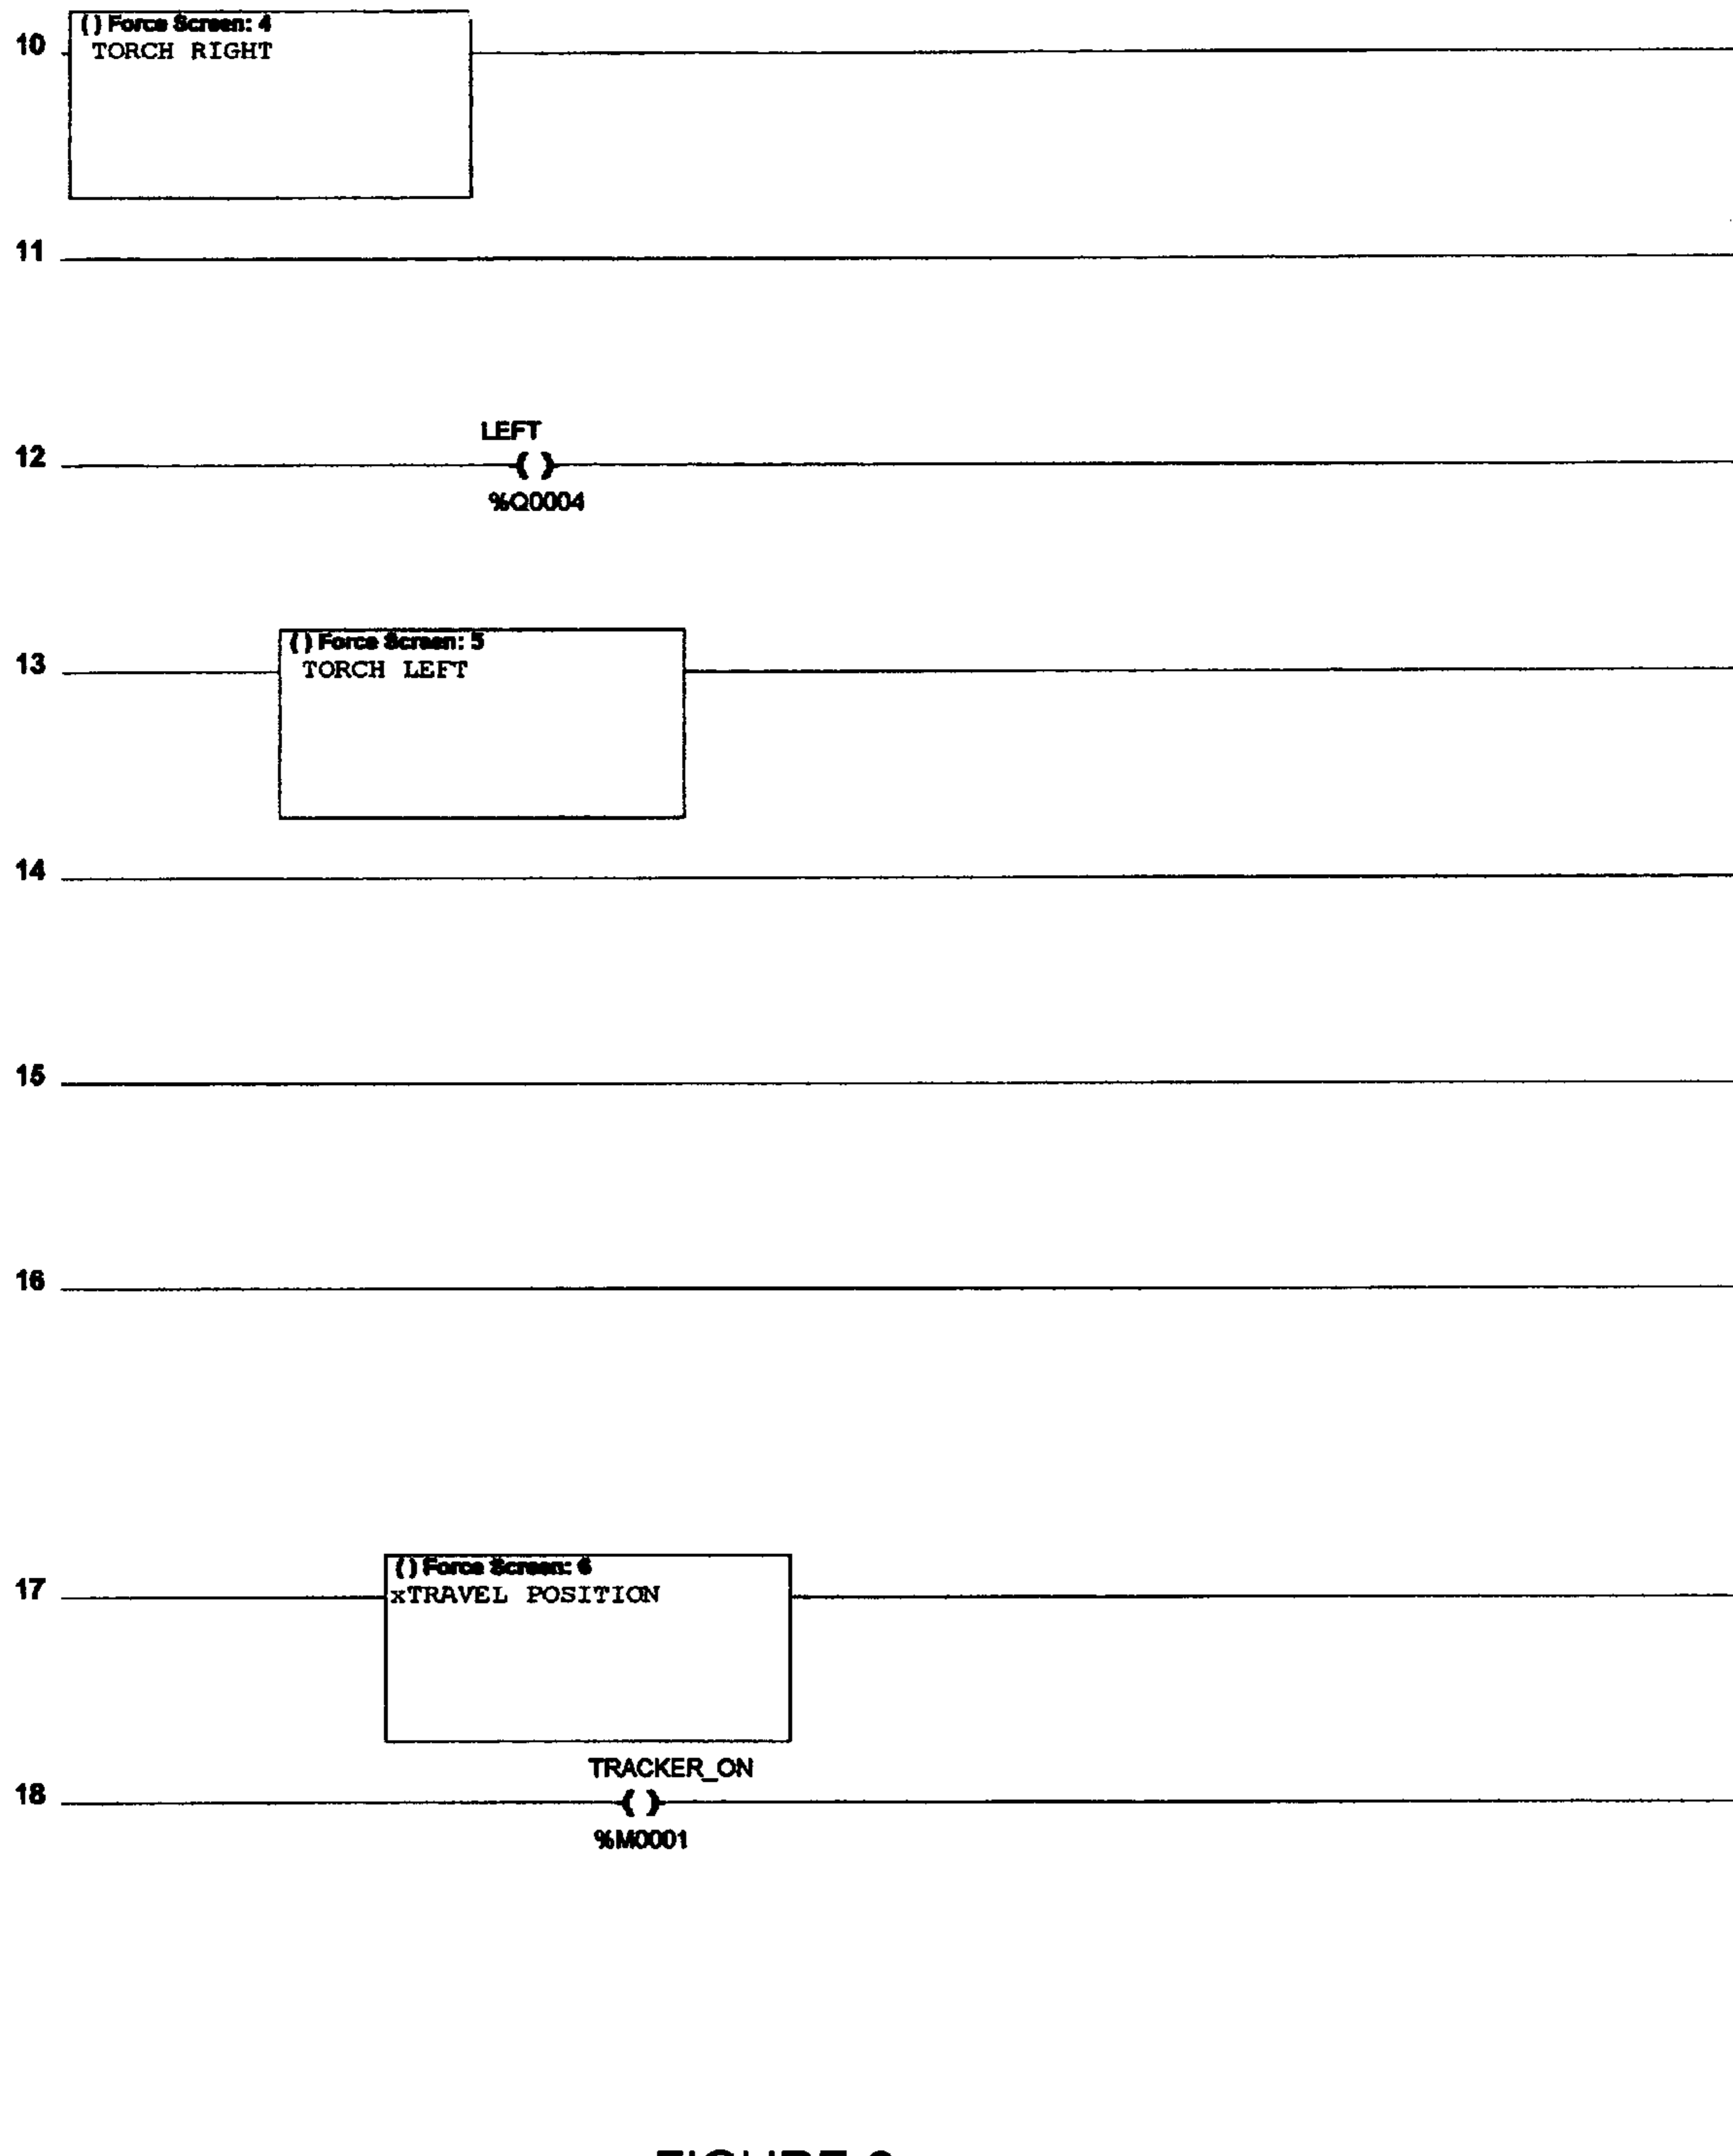 ( ) Force Screen: 4
10
TORCH RIGHT
11
LEFT
12
( )
%Q0004
( ) Force Screen: 5
13
TORCH LEFT
14
15
16
( ) Force Screen: 6
17
xTRAVEL POSITION
TRACKER_ON
18
( )
%M0001
FIGURE